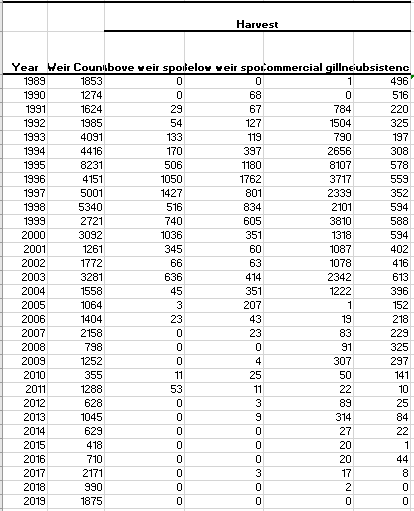 Harvest
Year Weir Count bove weir spor Below weir spor ommercial gillne ubsistenc
1989 1853 0 0 1 496
1990 1274 0 68 0 516
1991 1624 29 67 784 220
1992 1985 54 127 1504 325
1993 4091 133 119 790 197
1994 4416 170 397 2656 308
1995 8231 506 1180 8107 578
1996 4151 1050 1762 3717 559
1997 5001 1427 801 2339 352
1998 5340 516 834 2101 594
1999 2721 740 605 3810 588
2000 3092 1036 351 1318 594
2001 1261 345 60 1087 402
2002 1772 66 63 1078 416
2003 3281 636 414 2342 613
2004 1558 45 351 1222 396
2005 1064 3 207 1 152
2006 1404 23 43 19 218
2007 2158 0 23 83 229
2008 798 0 0 91 325
2009 1252 0 4 307 297
2010 355 11 25 50 141
2011 1288 53 11 22 10
2012 628 0 3 89 25
2013 1045 0 9 314 84
2014 629 0 0 27 22
2015 418 0 0 20 1
2016 710 0 0 20 44
2017 2171 0 3 17 8
2018 990 0 0 2 0
2019 1875 0 0 0 0